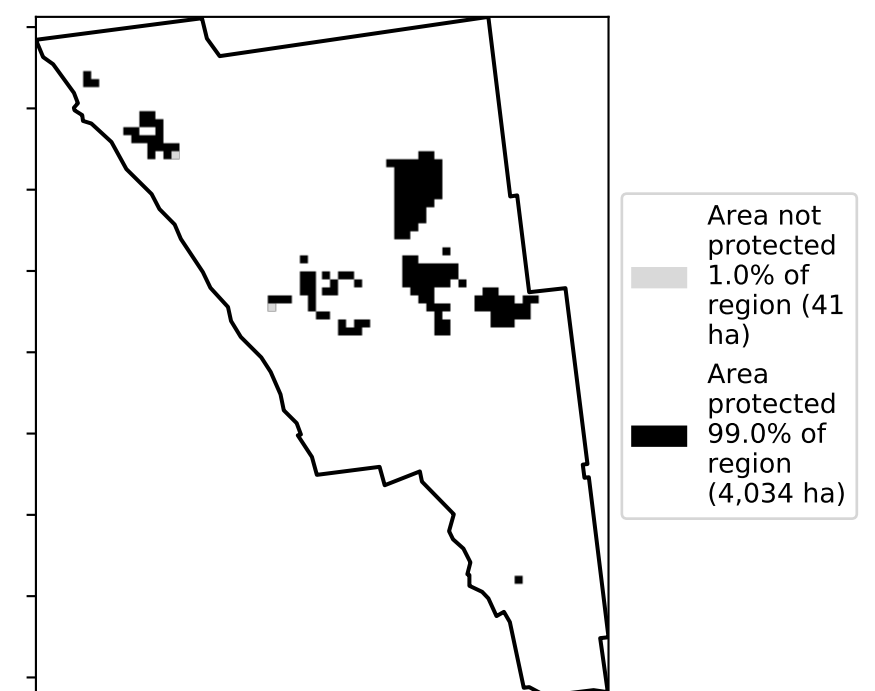 Area not
protected
1.0% of
region (41
ha)
Area
protected
99.0% of
region
(4,034 ha)